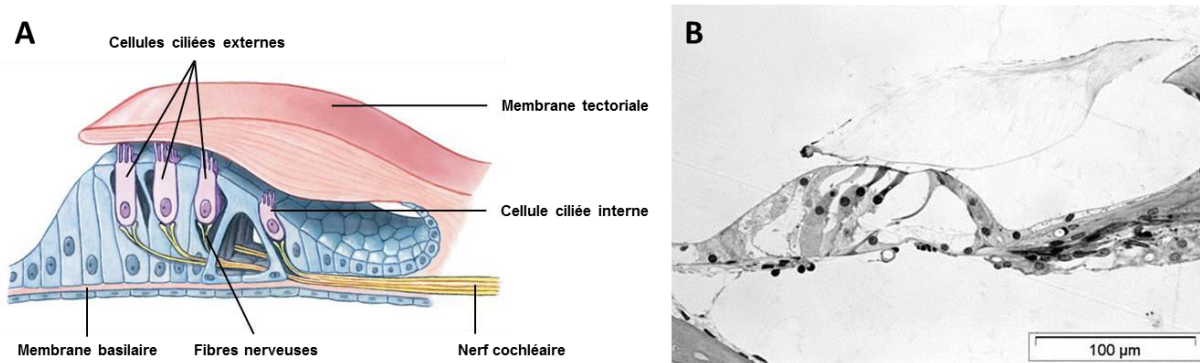 A
Cellules ciliées externes
Membrane tectoriale
Cellule ciliée interne
Membrane basilaire
Fibres nerveuses
Nerf cochléaire
B
100 µm